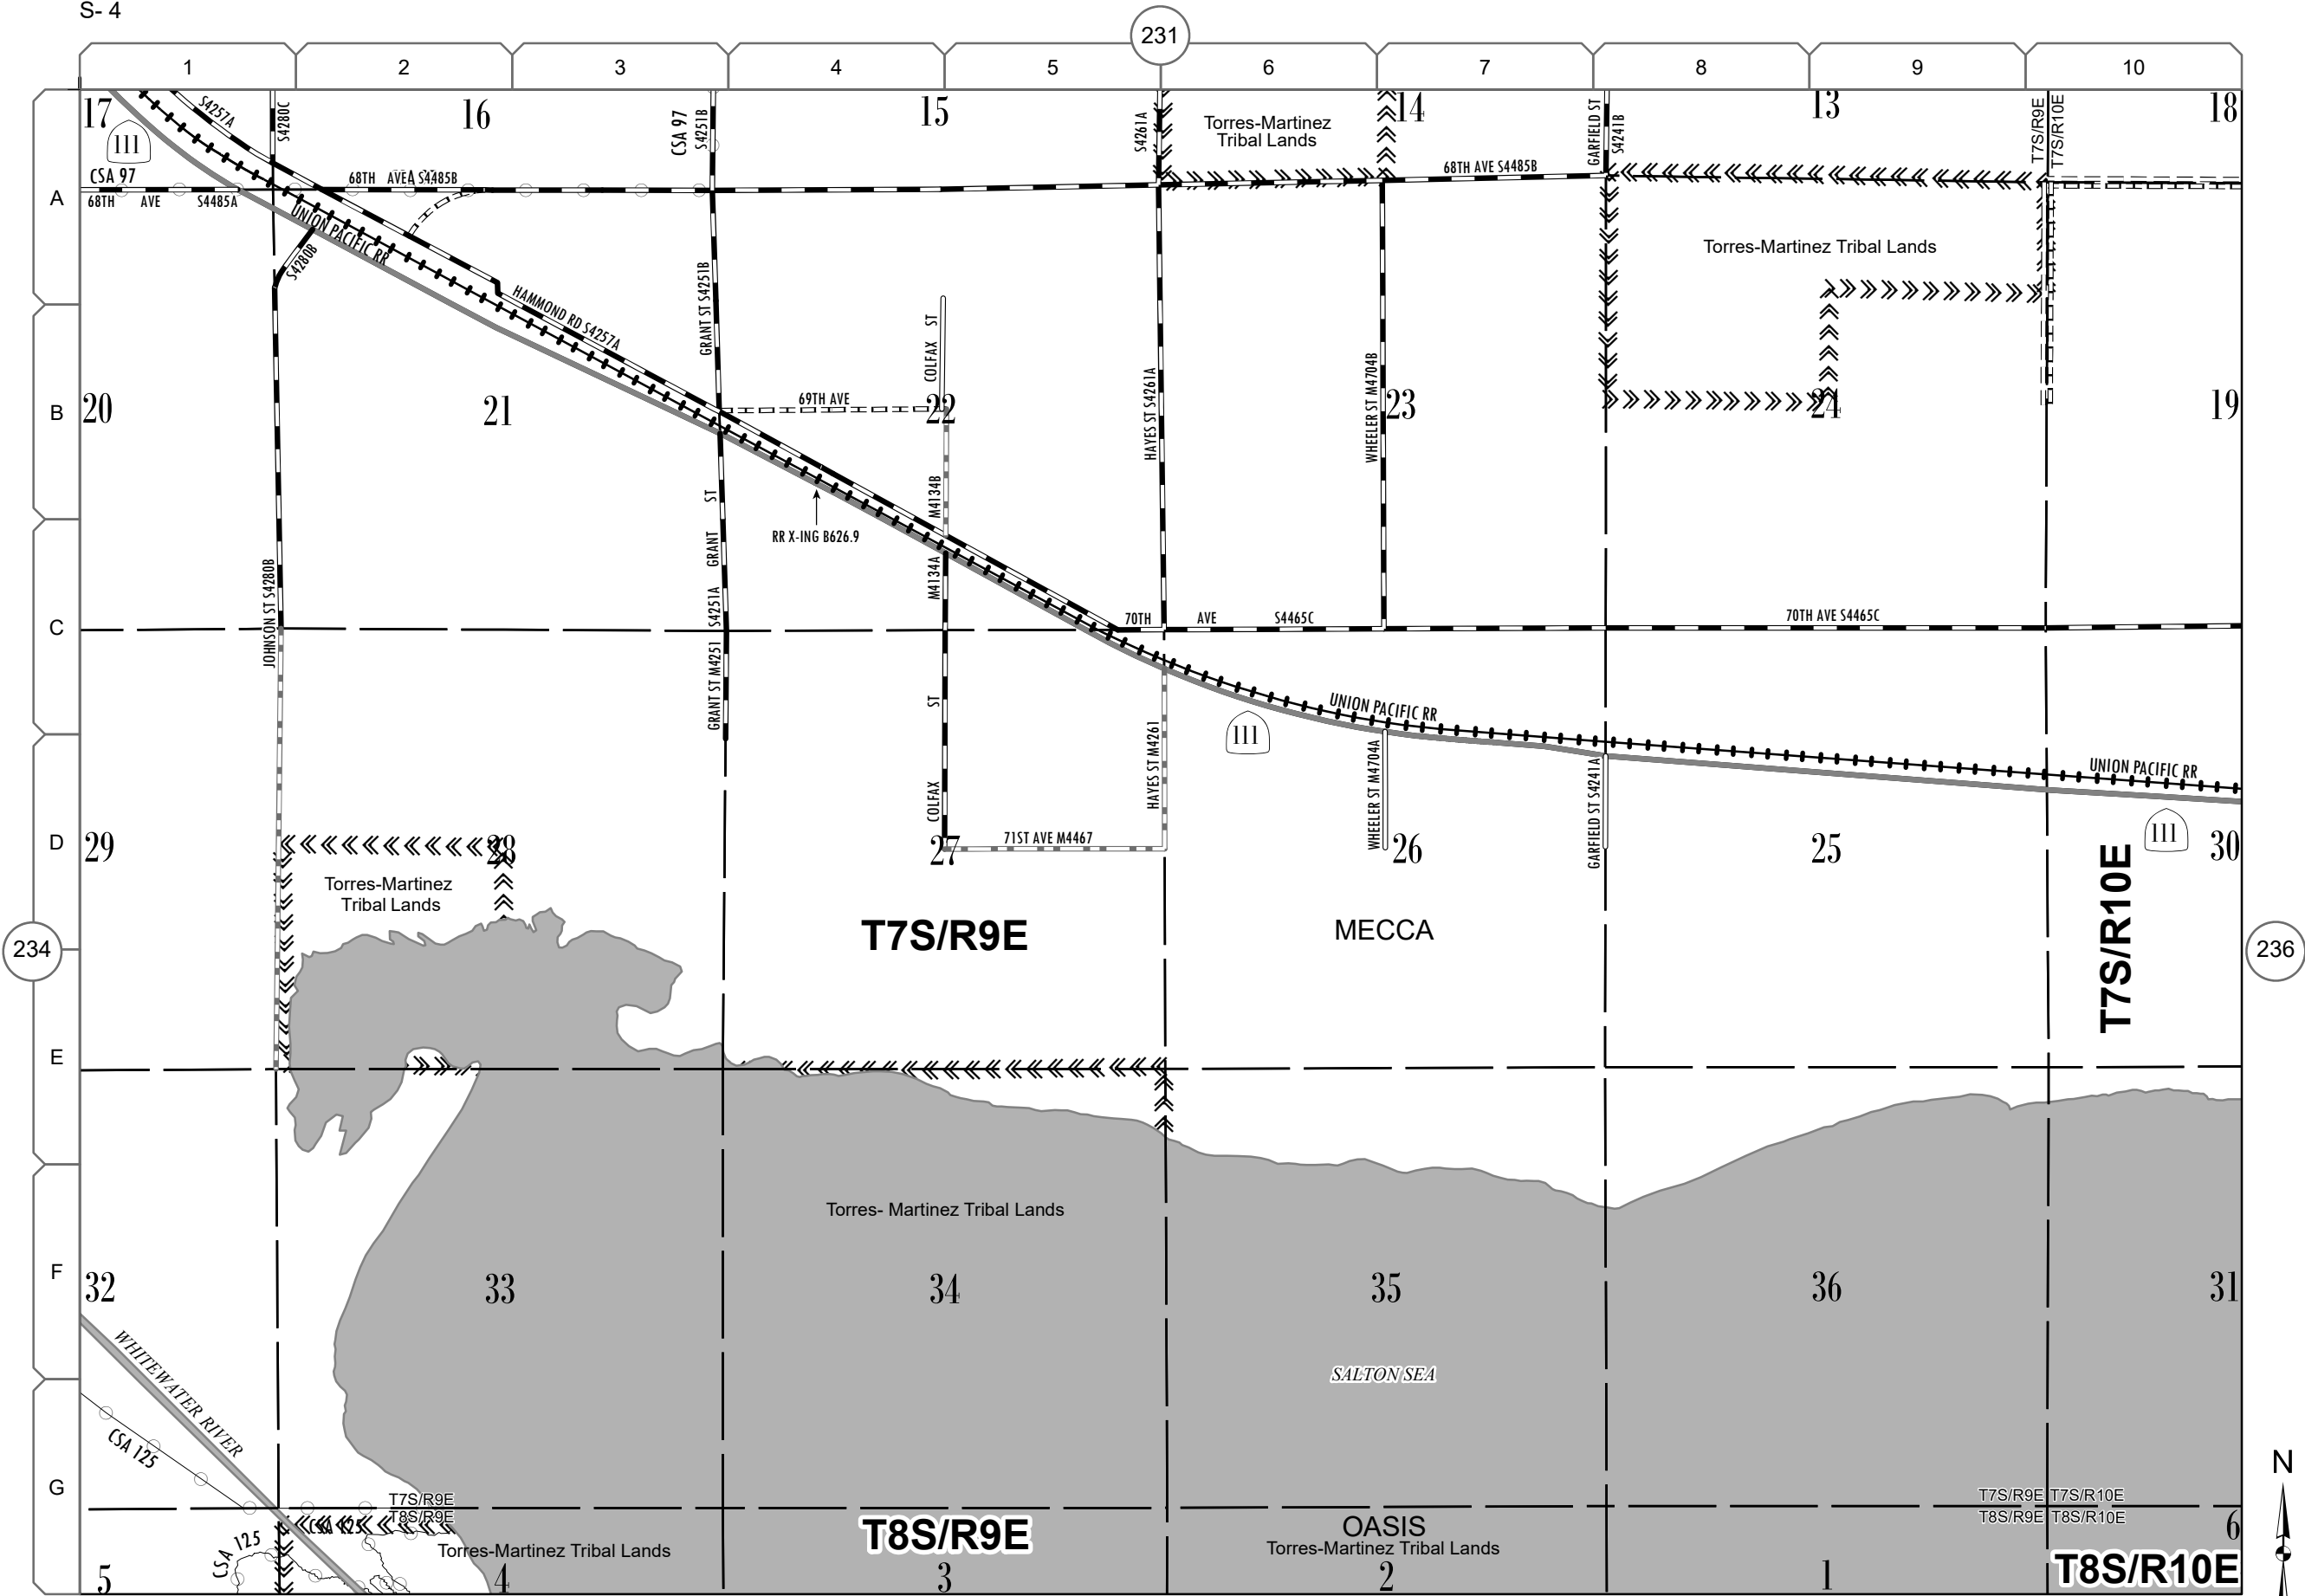 S- 4
231
1 2 3 4 5 6 7 8 9 10
17
S4257A
S4280C
16
CSA 97
S4251B
15
S4261A
Torres-Martinez
Tribal Lands
14
GARFIELD ST
S4241B
13
T7S/R9E
T7S/R10E
18
111
CSA 97
68TH AVE S4485A
68TH AVE S4485B
68TH AVE S4485B
A
UNION PACIFIC RR
S4280B
HAMMOND RD S4257A
GRANT ST S4251B
Torres-Martinez Tribal Lands
COLFAX ST
69TH AVE
HAYES ST S4261A
WHEELER ST M4704B
B
20
21
22
23
24
19
GRANT ST S4251A
RR X-ING B626.9
M4134B
M4134A
JOHNSON ST S4280B
70TH AVE S4465C
70TH AVE S4465C
C
GRANT ST M4251
COLFAX ST
HAYES ST M4261
UNION PACIFIC RR
111
WHEELER ST M4704A
GARFIELD ST S4241A
UNION PACIFIC RR
111
71ST AVE M4467
D
29
28
27
26
25
30
Torres-Martinez
Tribal Lands
T7S/R9E
MECCA
T7S/R10E
234
236
E
Torres- Martinez Tribal Lands
F
32
33
34
35
36
31
WHITEWATER RIVER
SALTON SEA
CSA 125
N
G
T7S/R9E
T8S/R9E
T7S/R9E T7S/R10E
T8S/R9E T8S/R10E
CSA 125
CSA 125
Torres-Martinez Tribal Lands
T8S/R9E
OASIS
Torres-Martinez Tribal Lands
6
T8S/R10E
5
4
3
2
1